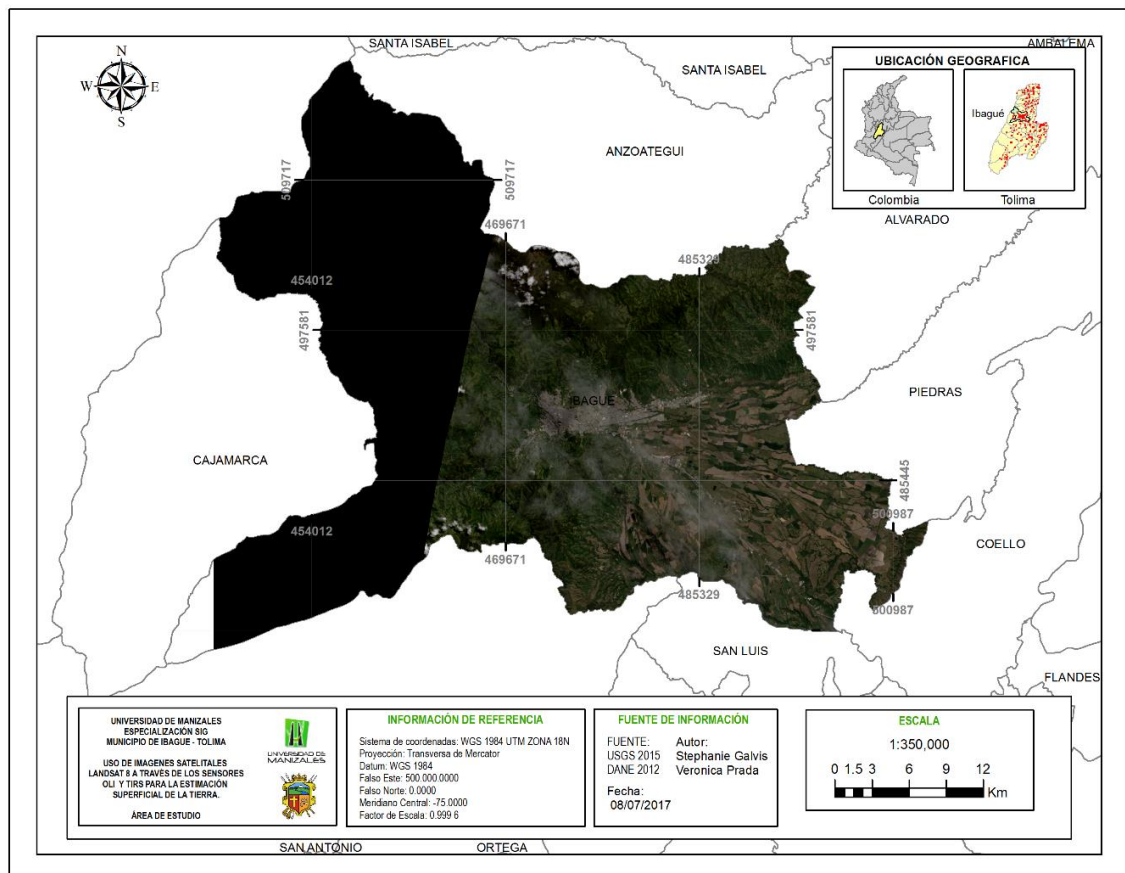 SANTA ISABEL
AMBALEMA
N
W E
S
SANTA ISABEL
UBICACIÓN GEOGRAFICA
Ibagué
Colombia
Tolima
ANZOATEGUI
ALVARADO
509717
509717
469671
485329
454012
497581
497581
IBAGUE
PIEDRAS
CAJAMARCA
485445
500987
454012
COELLO
469671
485329
500987
SAN LUIS
FLANDES
UNIVERSIDAD DE MANIZALES
ESPECIALIZACIÓN SIG
MUNICIPIO DE IBAGUE - TOLIMA
USO DE IMAGENES SATELITALES
LANDSAT 8 A TRAVÉS DE LOS SENSORES
OLI Y TIRS PARA LA ESTIMACIÓN
SUPERFICIAL DE LA TIERRA.
ÁREA DE ESTUDIO
UNIVERSIDAD DE
MANIZALES
INFORMACIÓN DE REFERENCIA
Sistema de coordenadas: WGS 1984 UTM ZONA 18N
Proyección: Transversa de Mercator
Datum: WGS 1984
Falso Este: 500.000.0000
Falso Norte: 0.0000
Meridiano Central: -75.0000
Factor de Escala: 0.999 6
FUENTE DE INFORMACIÓN
FUENTE:
USGS 2015
DANE 2012
Autor:
Stephanie Galvis
Veronica Prada
Fecha:
08/07/2017
ESCALA
1:350,000
0 1.5 3 6 9 12
Km
SAN ANTONIO
ORTEGA